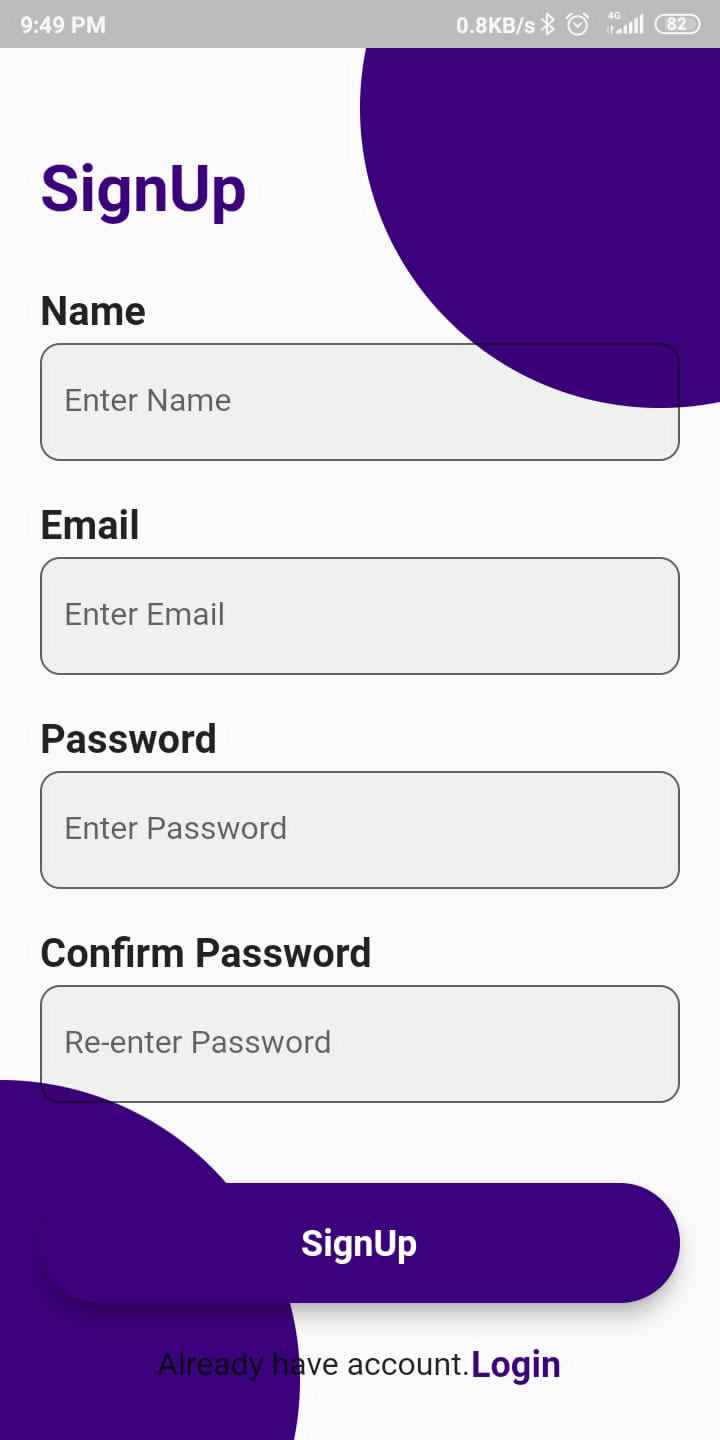 9:49 PM 0.8KB/s 4G 82
SignUp
Name
Enter Name
Email
Enter Email
Password
Enter Password
Confirm Password
Re-enter Password
SignUp
Already have account.Login